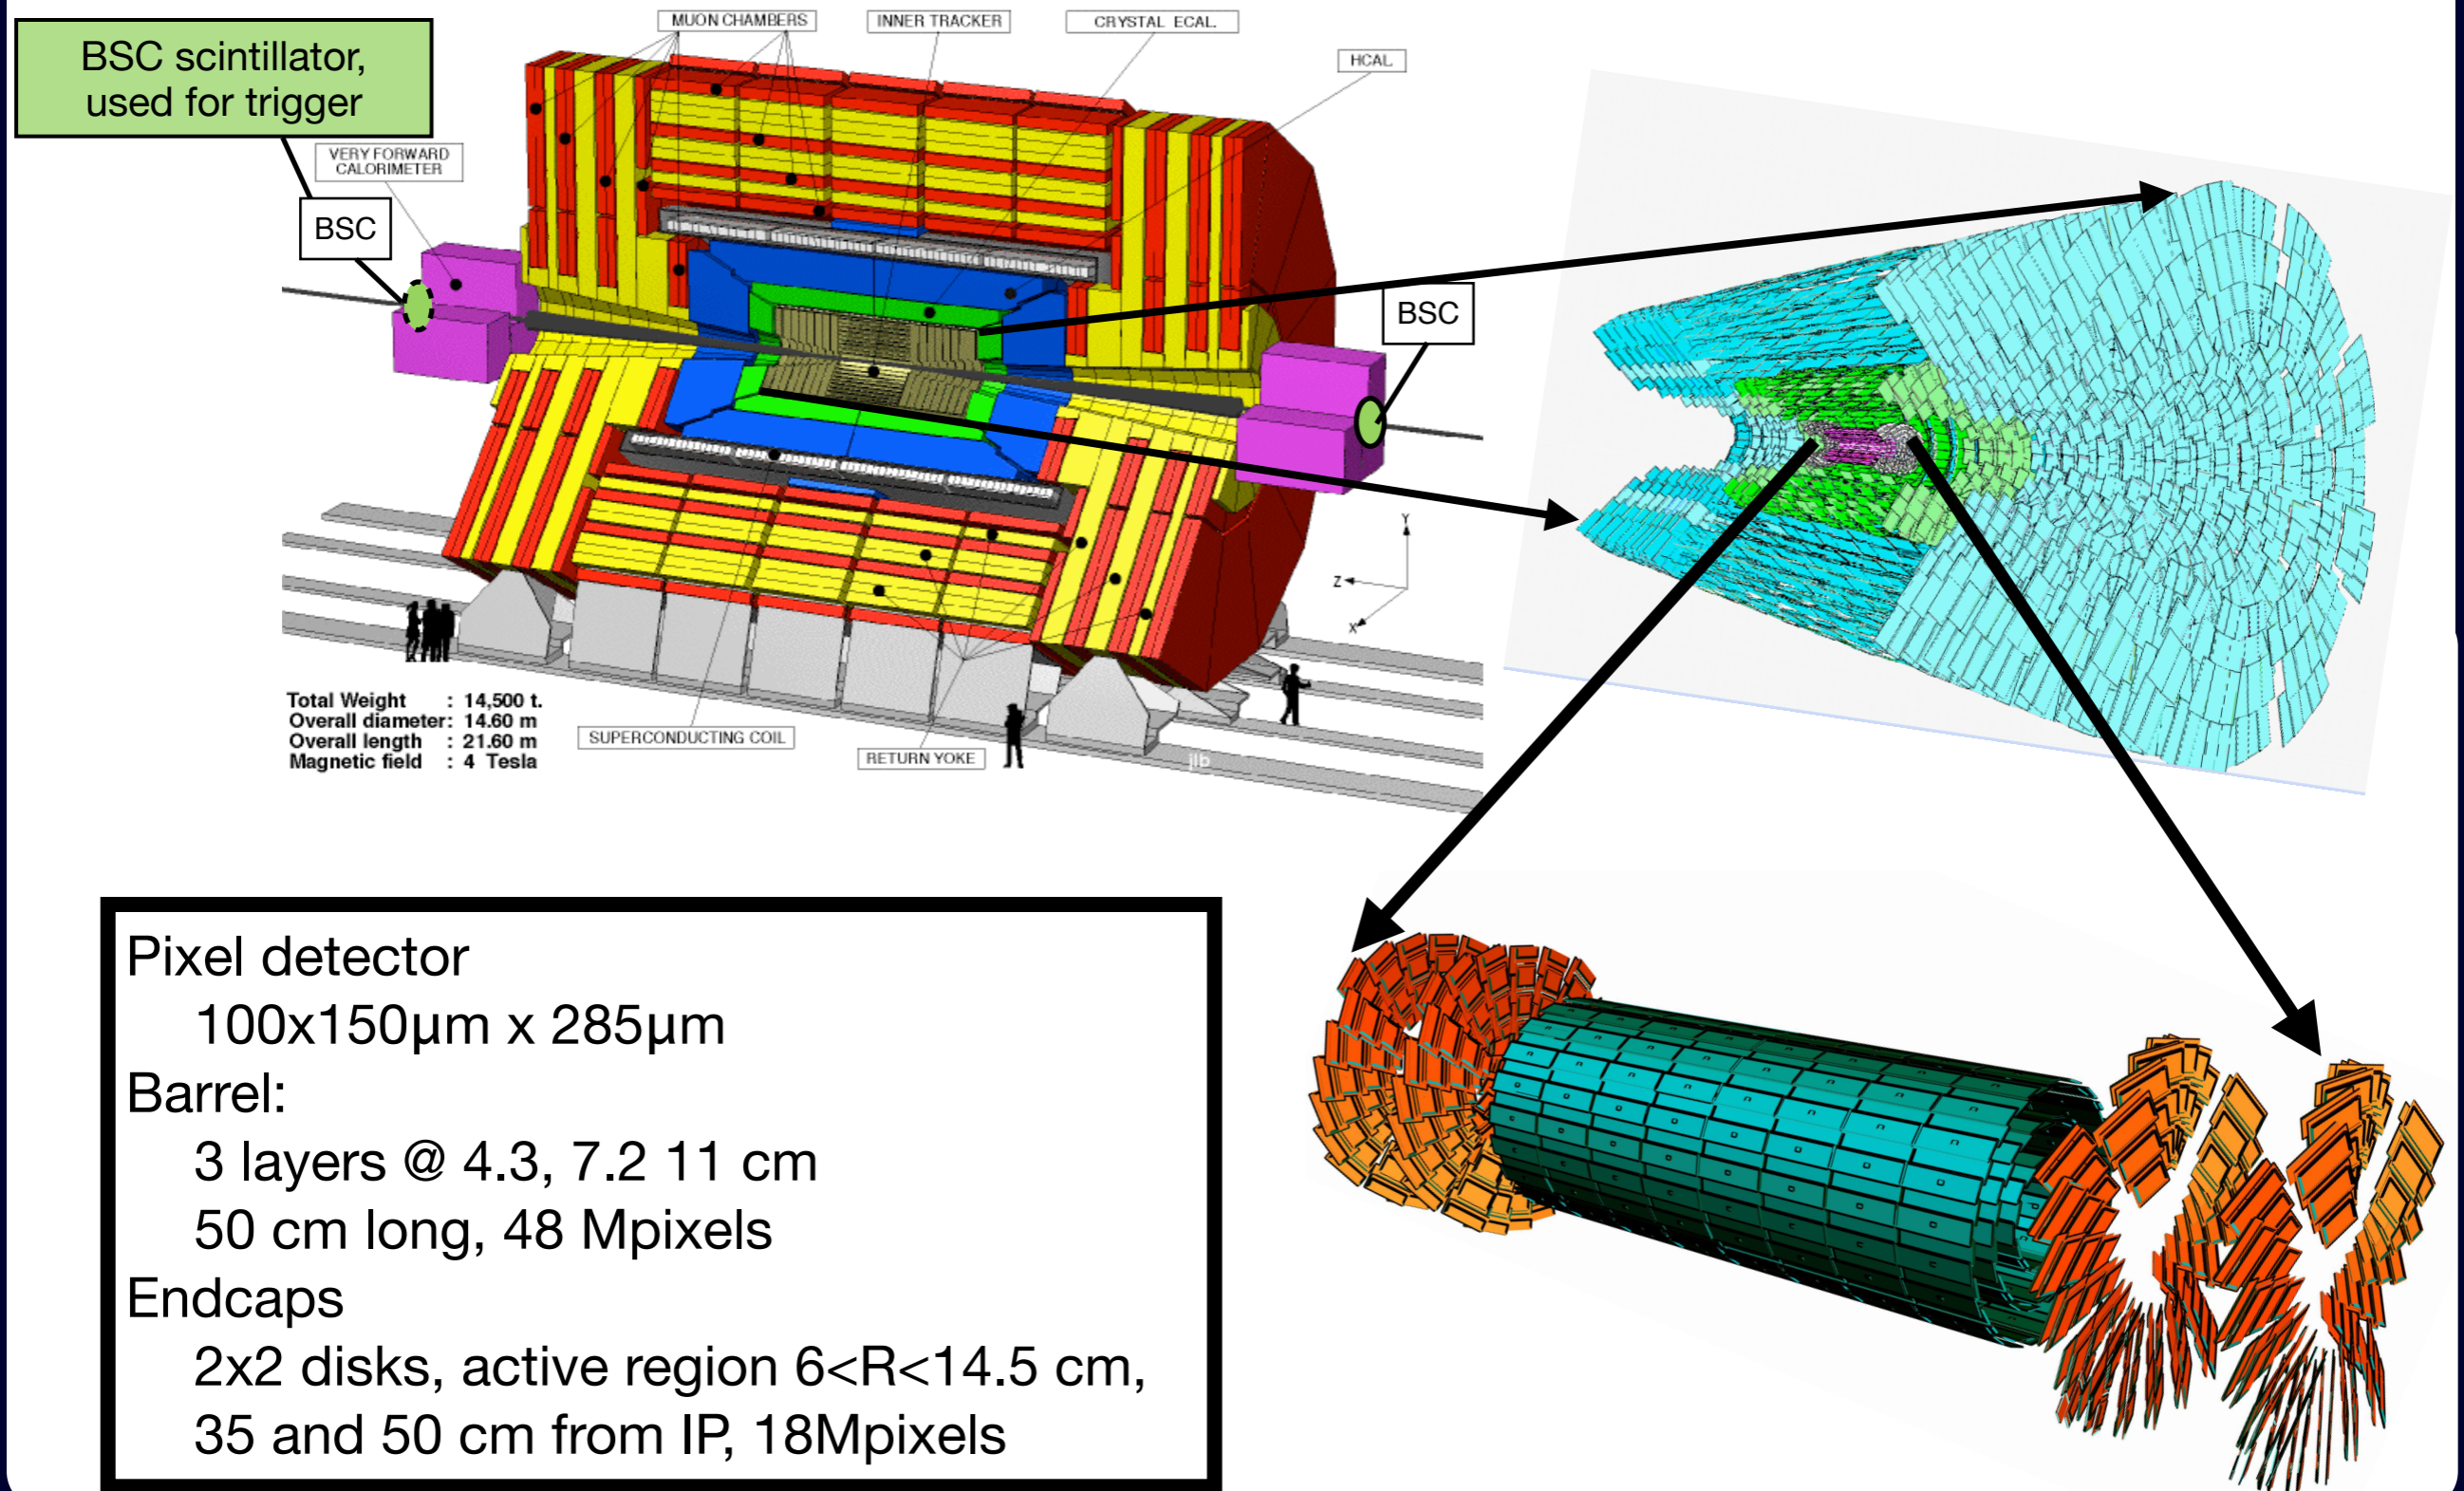 BSC scintillator,
used for trigger
MUON CHAMBERS
INNER TRACKER
CRYSTAL ECAL.
HCAL
VERY FORWARD
CALORIMETER
BSC
BSC
Y
Z
X
Total Weight : 14,500 t.
Overall diameter: 14.60 m
Overall length : 21.60 m
Magnetic field : 4 Tesla
SUPERCONDUCTING COIL
RETURN YOKE
jlb
Pixel detector
100x150µm x 285µm
Barrel:
3 layers @ 4.3, 7.2 11 cm
50 cm long, 48 Mpixels
Endcaps
2x2 disks, active region 6<R<14.5 cm,
35 and 50 cm from IP, 18Mpixels